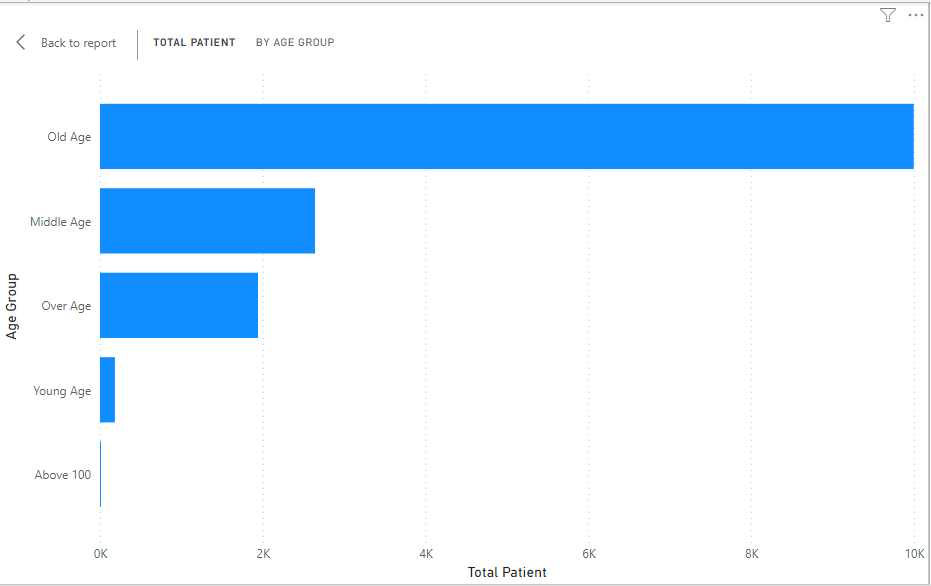 Back to report
TOTAL PATIENT
BY AGE GROUP
Old Age
Middle Age
Over Age
Young Age
Above 100
Age Group
0K
2K
4K
6K
8K
10K
Total Patient